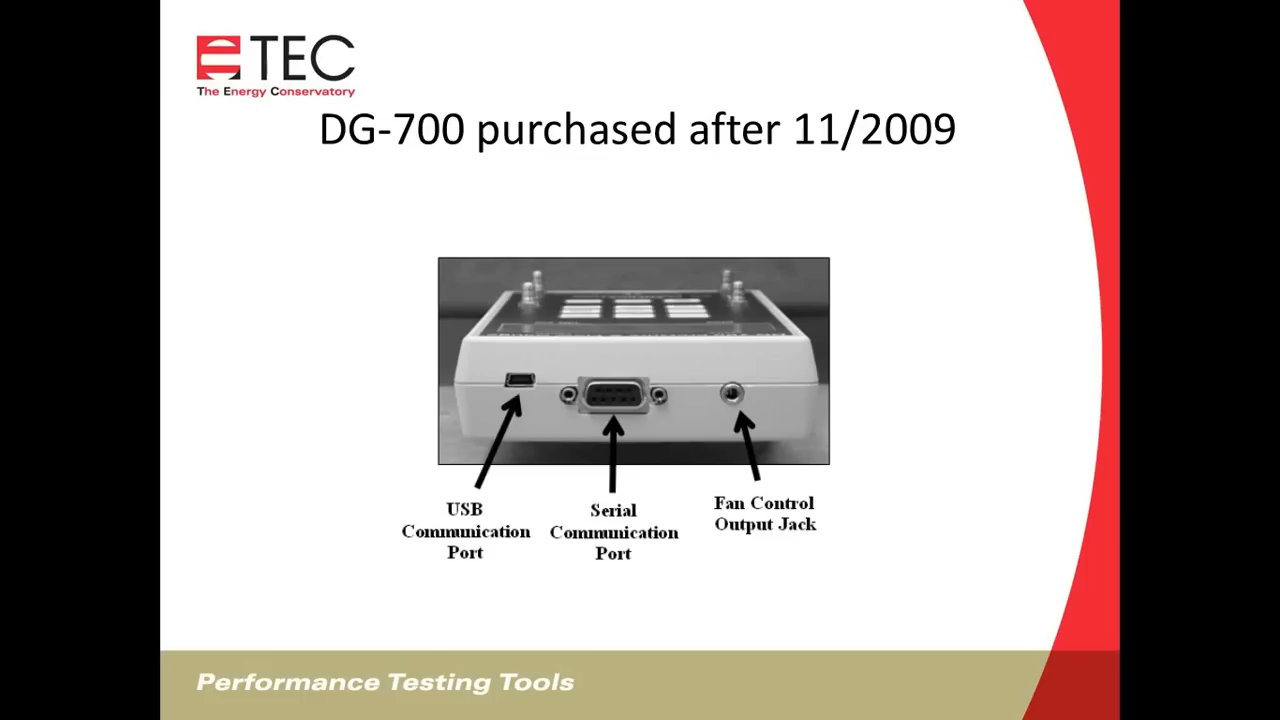 TEC
The Energy Conservatory
DG-700 purchased after 11/2009
USB
Communication
Port
Serial
Communication
Port
Fan Control
Output Jack
Performance Testing Tools